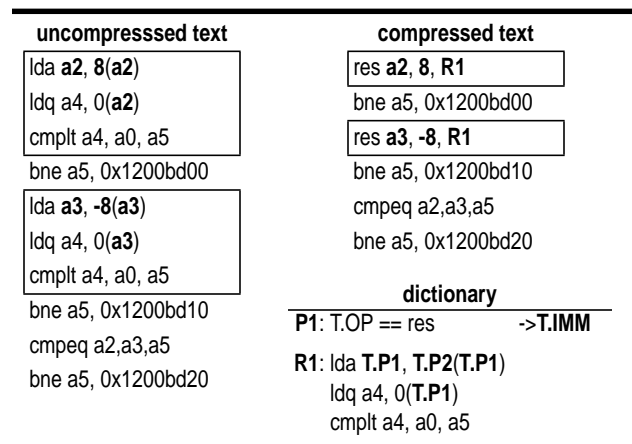 uncompresssed text
lda a2, 8(a2)
ldq a4, 0(a2)
cmplt a4, a0, a5
bne a5, 0x1200bd00
lda a3, -8(a3)
ldq a4, 0(a3)
cmplt a4, a0, a5
bne a5, 0x1200bd10
cmpeq a2,a3,a5
bne a5, 0x1200bd20
compressed text
res a2, 8, R1
bne a5, 0x1200bd00
res a3, -8, R1
bne a5, 0x1200bd10
cmpeq a2,a3,a5
bne a5, 0x1200bd20
dictionary
P1: T.OP == res ->T.IMM
R1: lda T.P1, T.P2(T.P1)
ldq a4, 0(T.P1)
cmplt a4, a0, a5